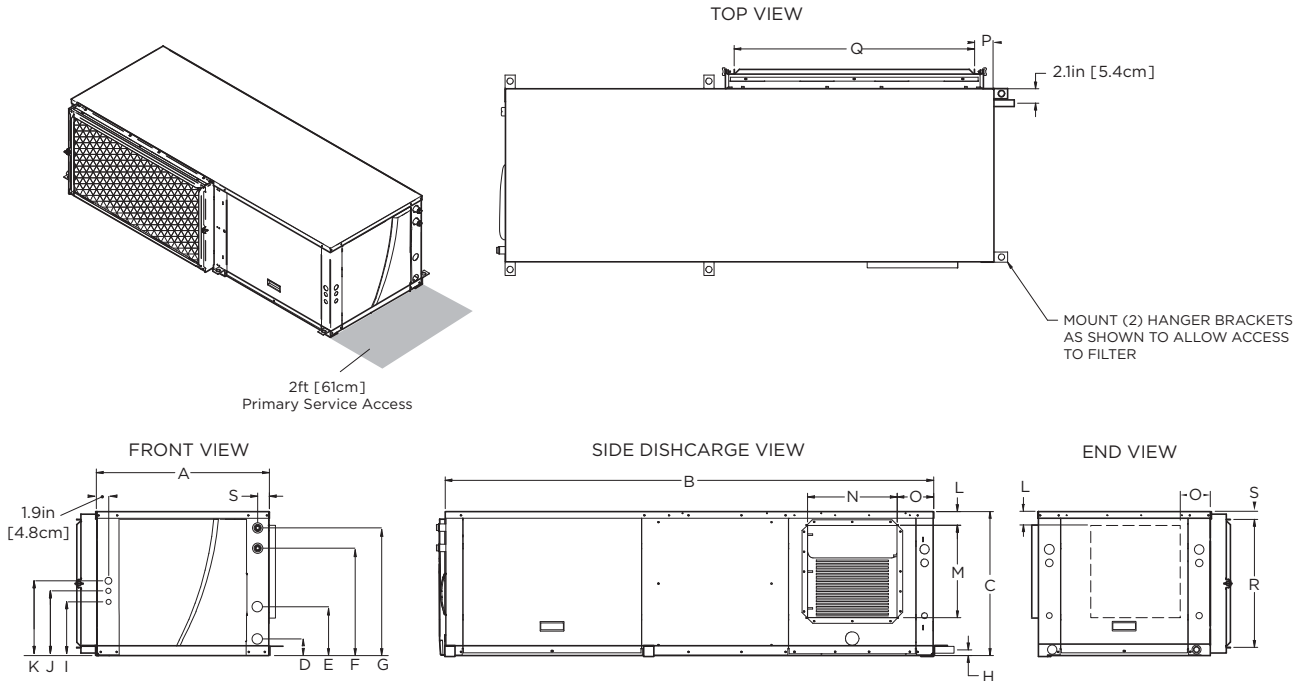 TOP VIEW
Q
P
2.1in [5.4cm]
MOUNT (2) HANGER BRACKETS
AS SHOWN TO ALLOW ACCESS
TO FILTER
2ft [61cm]
Primary Service Access
FRONT VIEW
A
S
1.9in
[4.8cm]
K
J
I
D
E
F
G
SIDE DISHCARGE VIEW
B
N
O
L
M
C
H
END VIEW
L
O
S
R